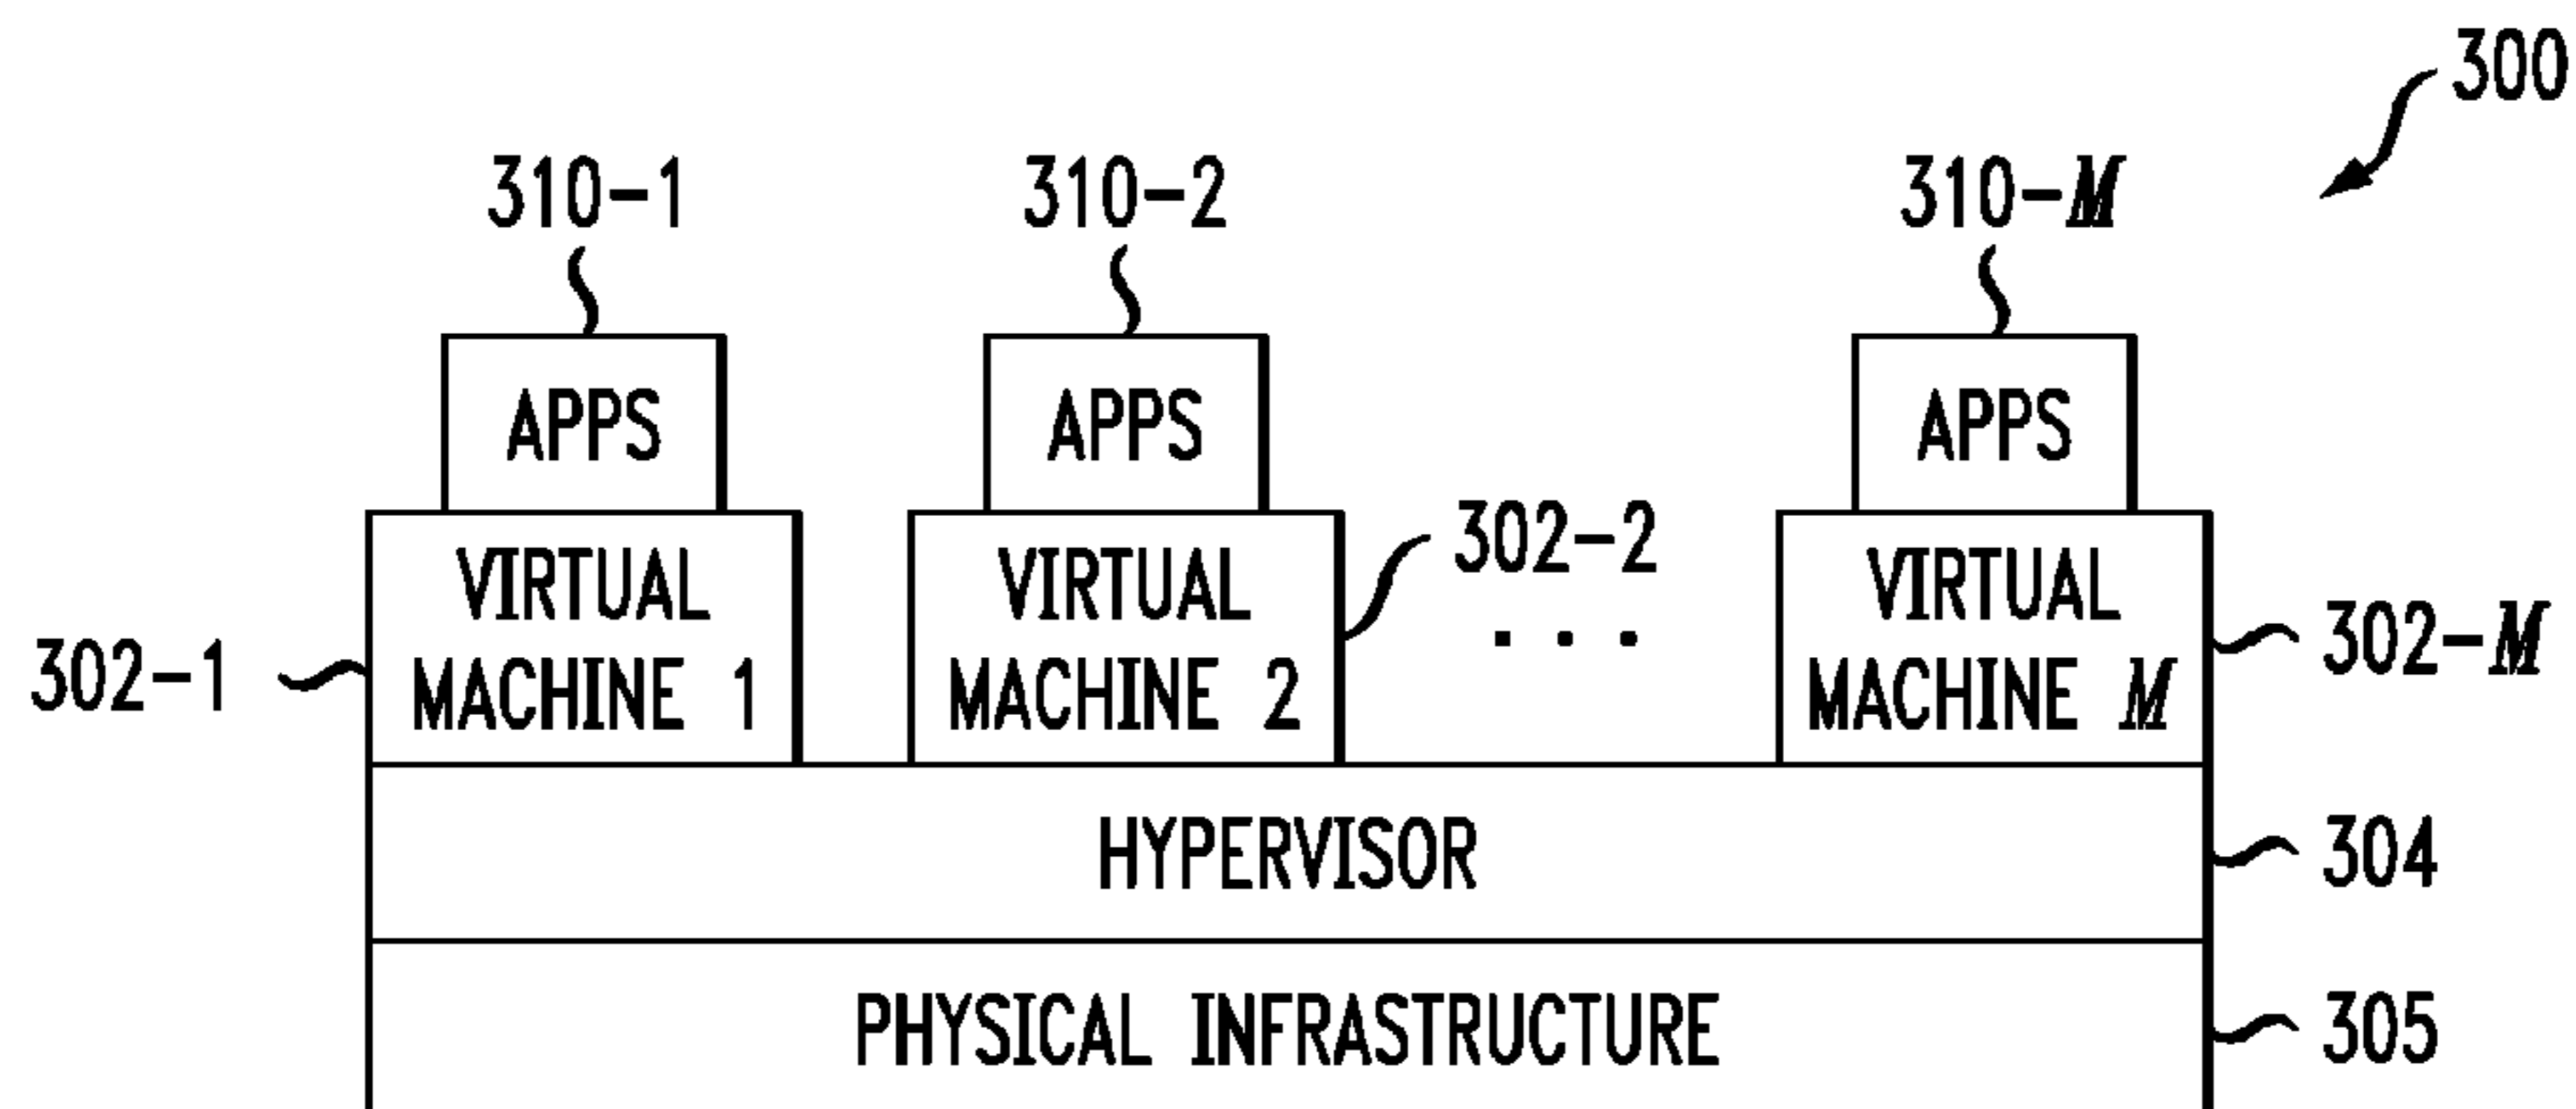 300
310-1
310-2
310-M
APPS
APPS
APPS
302-1
VIRTUAL
MACHINE 1
VIRTUAL
MACHINE 2
302-2
. . .
VIRTUAL
MACHINE M
302-M
HYPERVISOR
304
PHYSICAL INFRASTRUCTURE
305